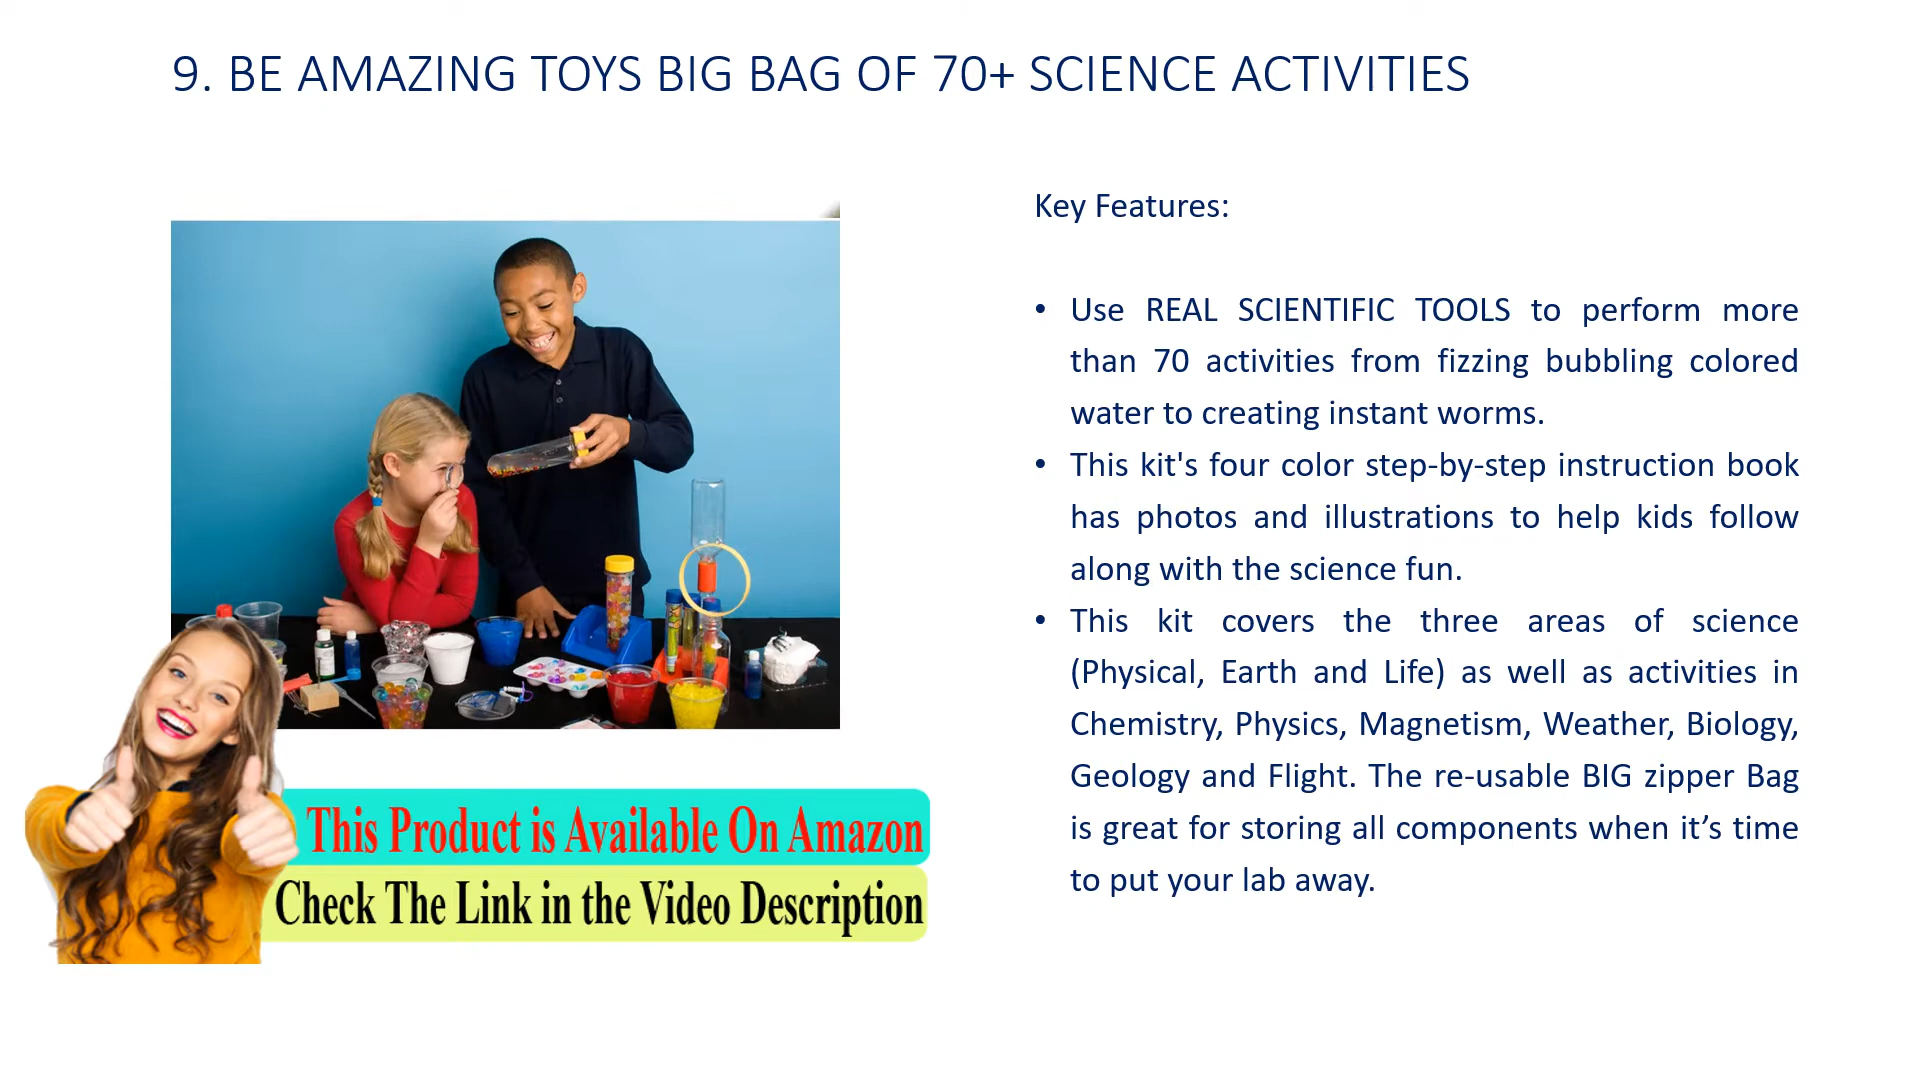 9. BE AMAZING TOYS BIG BAG OF 70+ SCIENCE ACTIVITIES
Key Features:
• Use REAL SCIENTIFIC TOOLS to perform more
than 70 activities from fizzing bubbling colored
water to creating instant worms.
• This kit's four color step-by-step instruction book
has photos and illustrations to help kids follow
along with the science fun.
• This kit covers the three areas of science
(Physical, Earth and Life) as well as activities in
Chemistry, Physics, Magnetism, Weather, Biology,
Geology and Flight. The re-usable BIG zipper Bag
is great for storing all components when it’s time
to put your lab away.
This Product is Available On Amazon
Check The Link in the Video Description